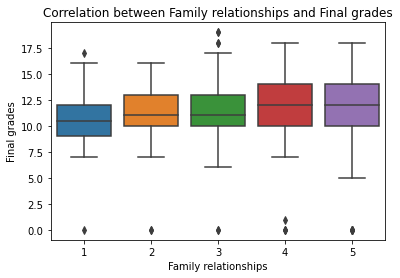 Correlation between Family relationships and Final grades
17.5
15.0
12.5
10.0
7.5
5.0
2.5
0.0
Final grades
1 2 3 4 5
Family relationships